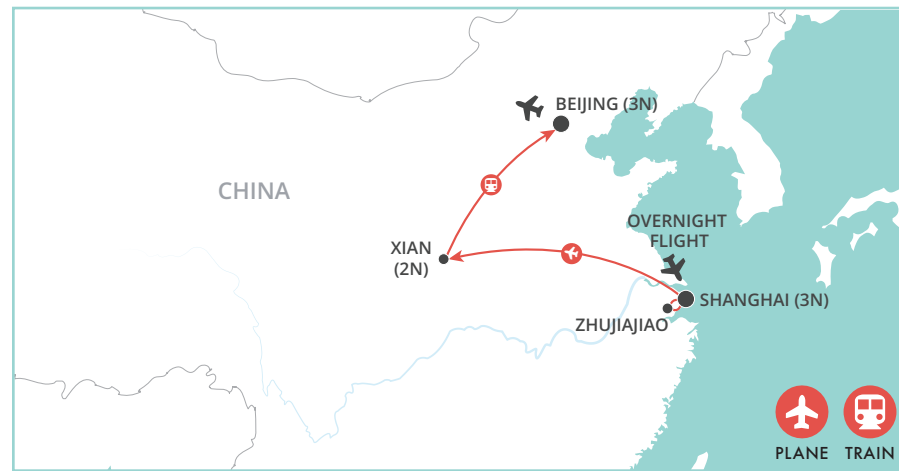 BEIJING (3N)
CHINA
OVERNIGHT
FLIGHT
XIAN
(2N)
SHANGHAI (3N)
ZHUJIAJIAO
PLANE
TRAIN